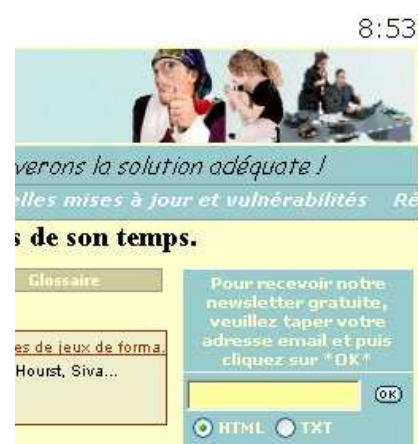 8:53
verons la solution adéquate !
elles mises à jour et vulnérabilités Ré
s de son temps.
Glossaire
es de jeux de forma.
Hourst, Siva...
Pour recevoir notre
newsletter gratuite,
veuillez taper votre
adresse email et puis
cliquez sur "OK"
OK
HTML TXT